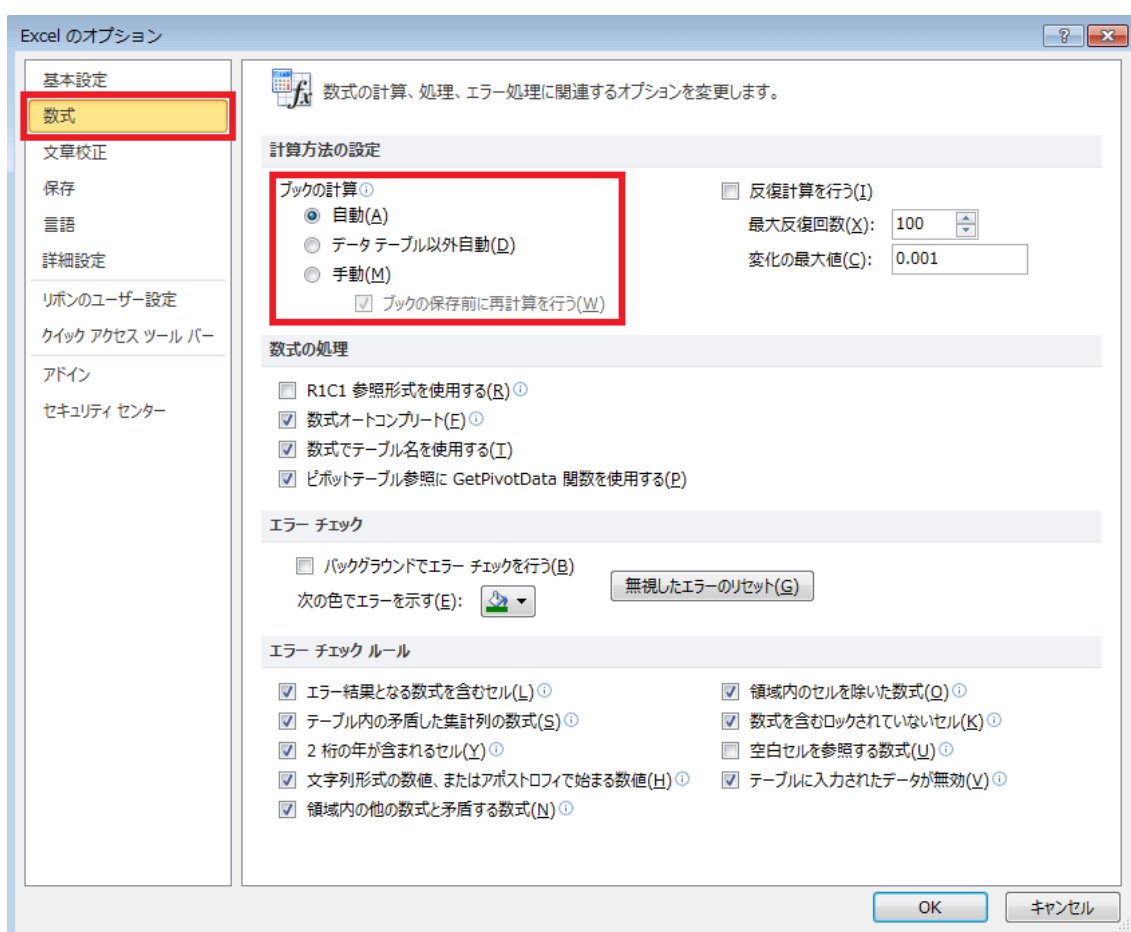 Excel のオプション
基本設定
数式
文章校正
保存
言語
詳細設定
リボンのユーザー設定
クイック アクセス ツール バー
アドイン
セキュリティ センター
数式の計算、処理、エラー処理に関連するオプションを変更します。
計算方法の設定
ブックの計算
自動(A)
データ テーブル以外自動(D)
手動(M)
ブックの保存前に再計算を行う(W)
反復計算を行う(I)
最大反復回数(X): 100
変化の最大値(C): 0.001
数式の処理
R1C1 参照形式を使用する(R)
数式オートコンプリート(F)
数式でテーブル名を使用する(T)
ピボットテーブル参照に GetPivotData 関数を使用する(P)
エラー チェック
バックグラウンドでエラー チェックを行う(B)
次の色でエラーを示す(E):
無視したエラーのリセット(G)
エラー チェック ルール
エラー結果となる数式を含むセル(L)
テーブル内の矛盾した集計列の数式(S)
2 桁の年が含まれるセル(Y)
文字列形式の数値、またはアポストロフィで始まる数値(H)
領域内の他の数式と矛盾する数式(N)
領域内のセルを除いた数式(O)
数式を含むロックされていないセル(K)
空白セルを参照する数式(U)
テーブルに入力されたデータが無効(V)
OK
キャンセル